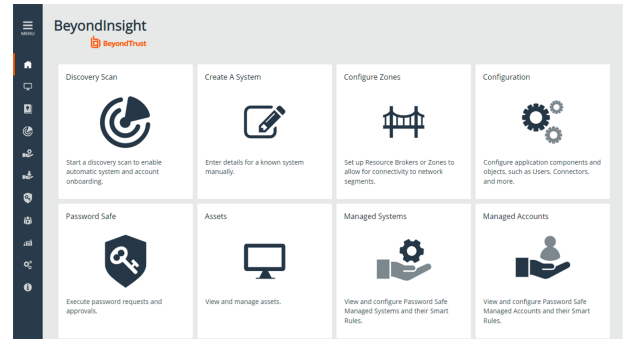 MENU
BeyondInsight
BeyondTrust
Discovery Scan
Start a discovery scan to enable
automatic system and account
onboarding.
Create A System
Enter details for a known system
manually.
Configure Zones
Set up Resource Brokers or Zones to
allow for connectivity to network
segments.
Configuration
Configure application components and
objects, such as Users, Connectors,
and more.
Password Safe
Execute password requests and
approvals.
Assets
View and manage assets.
Managed Systems
View and configure Password Safe
Managed Systems and their Smart
Rules.
Managed Accounts
View and configure Password Safe
Managed Accounts and their Smart
Rules.